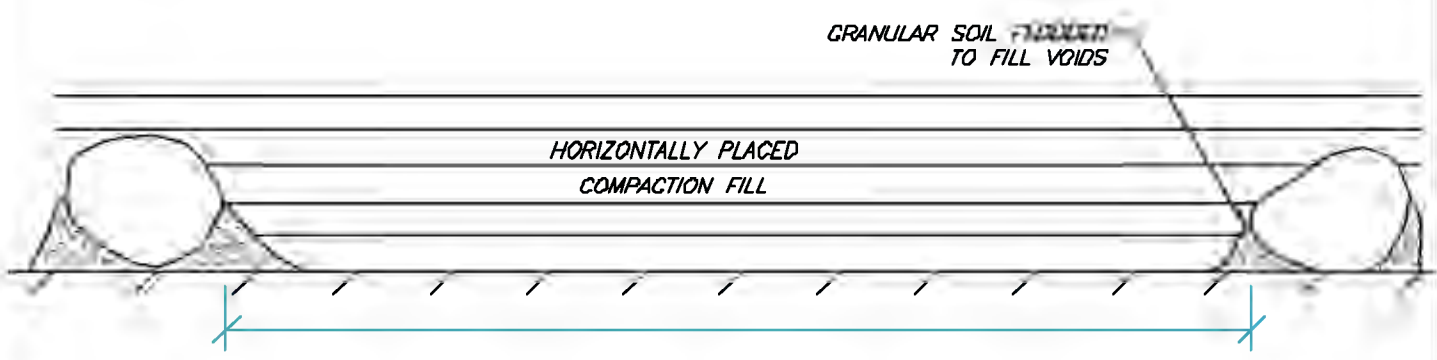 GRANULAR SOIL
TO FILL VOIDS
HORIZONTALLY PLACED
COMPACTION FILL